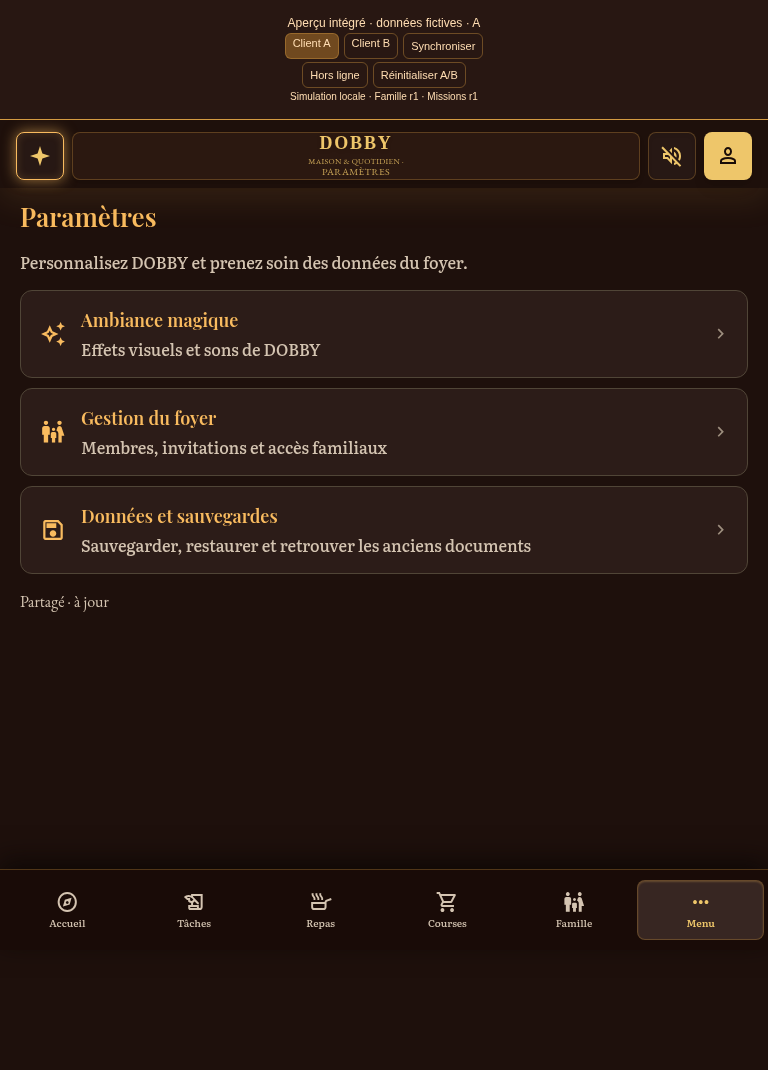 Aperçu intégré · données fictives · A
Client A
Client B
Synchroniser
Hors ligne
Réinitialiser A/B
Simulation locale · Famille r1 · Missions r1
DOBBY
MAISON & QUOTIDIEN ·
PARAMÈTRES
Paramètres
Personnalisez DOBBY et prenez soin des données du foyer.
Ambiance magique
Effets visuels et sons de DOBBY
Gestion du foyer
Membres, invitations et accès familiaux
Données et sauvegardes
Sauvegarder, restaurer et retrouver les anciens documents
Partagé · à jour
Accueil
Tâches
Repas
Courses
Famille
Menu